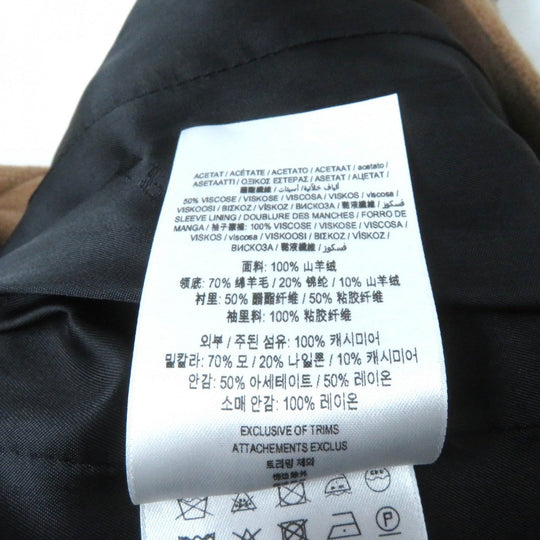 ACETAT / ACÉTATE / ACETATO / ACETAAT / acetato /
ASETAATTI / ΟΞΙΚΟΣ ΕΣΤΕΡΑΣ / ASETAT / АЦЕТАТ /
醋酯纖維 / ألياف خلاتية / أسيتات
50% VISCOSE / VISKOSE / VISCOSA / VISKOS / viscosa /
VISKOOSI / ΒΙΣΚΟΖ / VİSKOZ / ВИСКОЗА / 黏液纖維 / فسكوز
SLEEVE LINING / DOUBLURE DES MANCHES / FORRO DE
MANGA / 袖子裏襯: 100% VISCOSE / VISKOSE / VISCOSA /
VISKOS / viscosa / VISKOOSI / ΒΙΣΚΟΖ / VİSKOZ /
ВИСКОЗА / 黏液纖維 / فسكوز
面料: 100% 山羊绒
领底: 70% 绵羊毛 / 20% 锦纶 / 10% 山羊绒
衬里: 50% 醋酯纤维 / 50% 粘胶纤维
袖里料: 100% 粘胶纤维
외부 / 주된 섬유: 100% 캐시미어
밑칼라: 70% 모 / 20% 나일론 / 10% 캐시미어
안감: 50% 아세테이트 / 50% 레이온
소매 안감: 100% 레이온
EXCLUSIVE OF TRIMS
ATTACHEMENTS EXCLUS
트리밍 제외
P